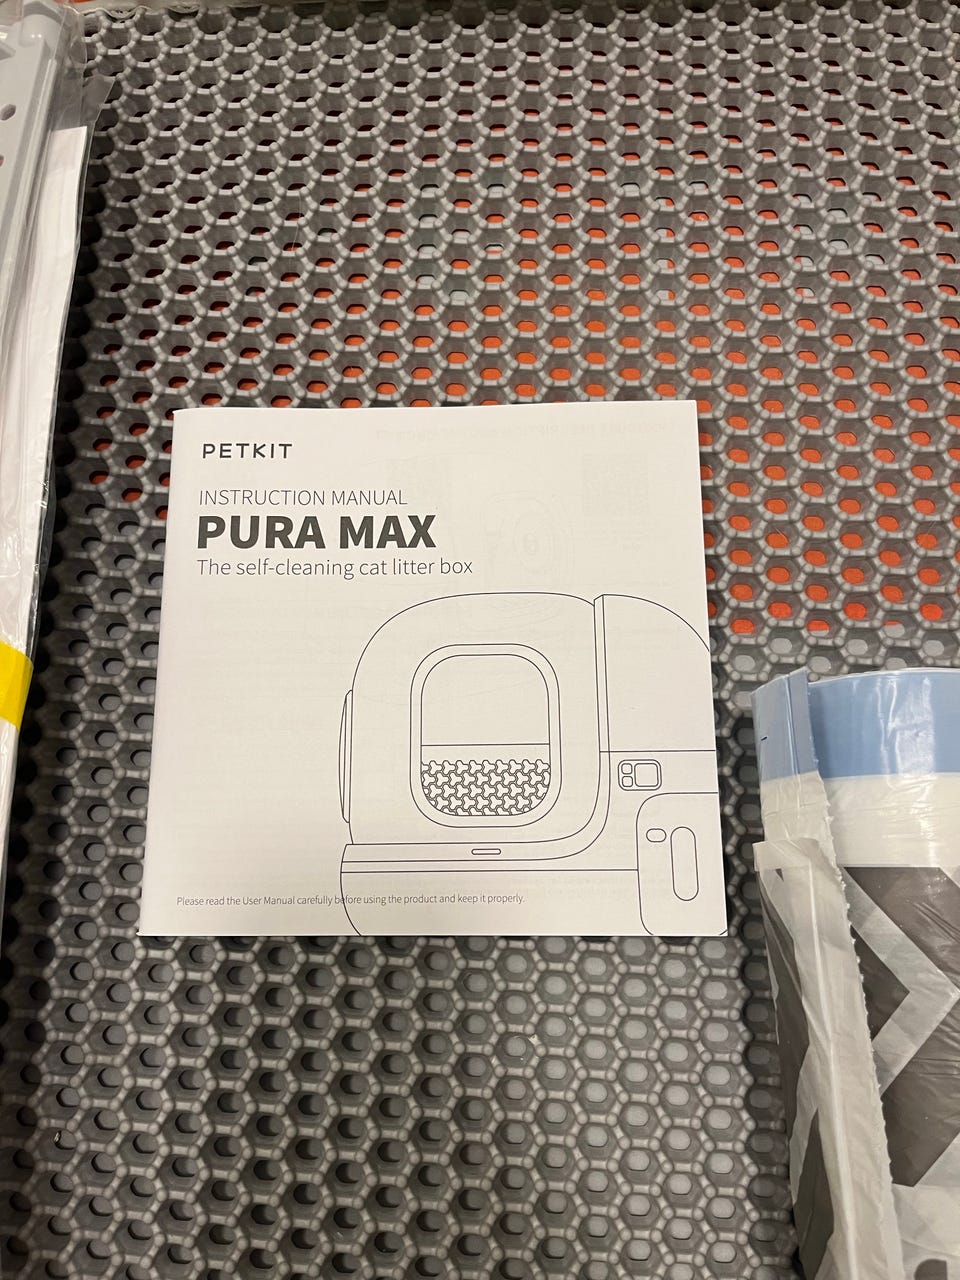 PETKIT
INSTRUCTION MANUAL
PURA MAX
The self-cleaning cat litter box
Please read the User Manual carefully before using the product and keep it properly.